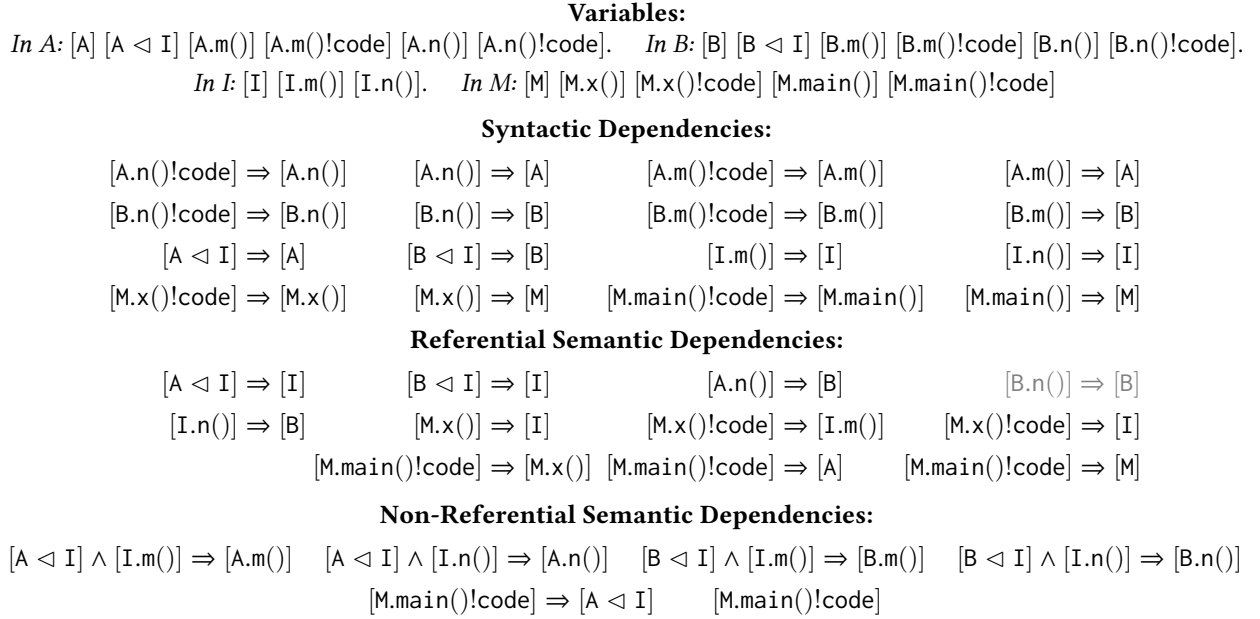 Variables:
In A: [A] [A ◁ I] [A.m()] [A.m()!code] [A.n()] [A.n()!code]. In B: [B] [B ◁ I] [B.m()] [B.m()!code] [B.n()] [B.n()!code].
In I: [I] [I.m()] [I.n()]. In M: [M] [M.x()] [M.x()!code] [M.main()] [M.main()!code]
Syntactic Dependencies:
[A.n()!code] ⇒ [A.n()] [A.n()] ⇒ [A] [A.m()!code] ⇒ [A.m()] [A.m()] ⇒ [A]
[B.n()!code] ⇒ [B.n()] [B.n()] ⇒ [B] [B.m()!code] ⇒ [B.m()] [B.m()] ⇒ [B]
[A ◁ I] ⇒ [A] [B ◁ I] ⇒ [B] [I.m()] ⇒ [I] [I.n()] ⇒ [I]
[M.x()!code] ⇒ [M.x()] [M.x()] ⇒ [M] [M.main()!code] ⇒ [M.main()] [M.main()] ⇒ [M]
Referential Semantic Dependencies:
[A ◁ I] ⇒ [I] [B ◁ I] ⇒ [I] [A.n()] ⇒ [B] [B.n()] ⇒ [B]
[I.n()] ⇒ [B] [M.x()] ⇒ [I] [M.x()!code] ⇒ [I.m()] [M.x()!code] ⇒ [I]
[M.main()!code] ⇒ [M.x()] [M.main()!code] ⇒ [A] [M.main()!code] ⇒ [M]
Non-Referential Semantic Dependencies:
[A ◁ I] ∧ [I.m()] ⇒ [A.m()] [A ◁ I] ∧ [I.n()] ⇒ [A.n()] [B ◁ I] ∧ [I.m()] ⇒ [B.m()] [B ◁ I] ∧ [I.n()] ⇒ [B.n()]
[M.main()!code] ⇒ [A ◁ I] [M.main()!code]